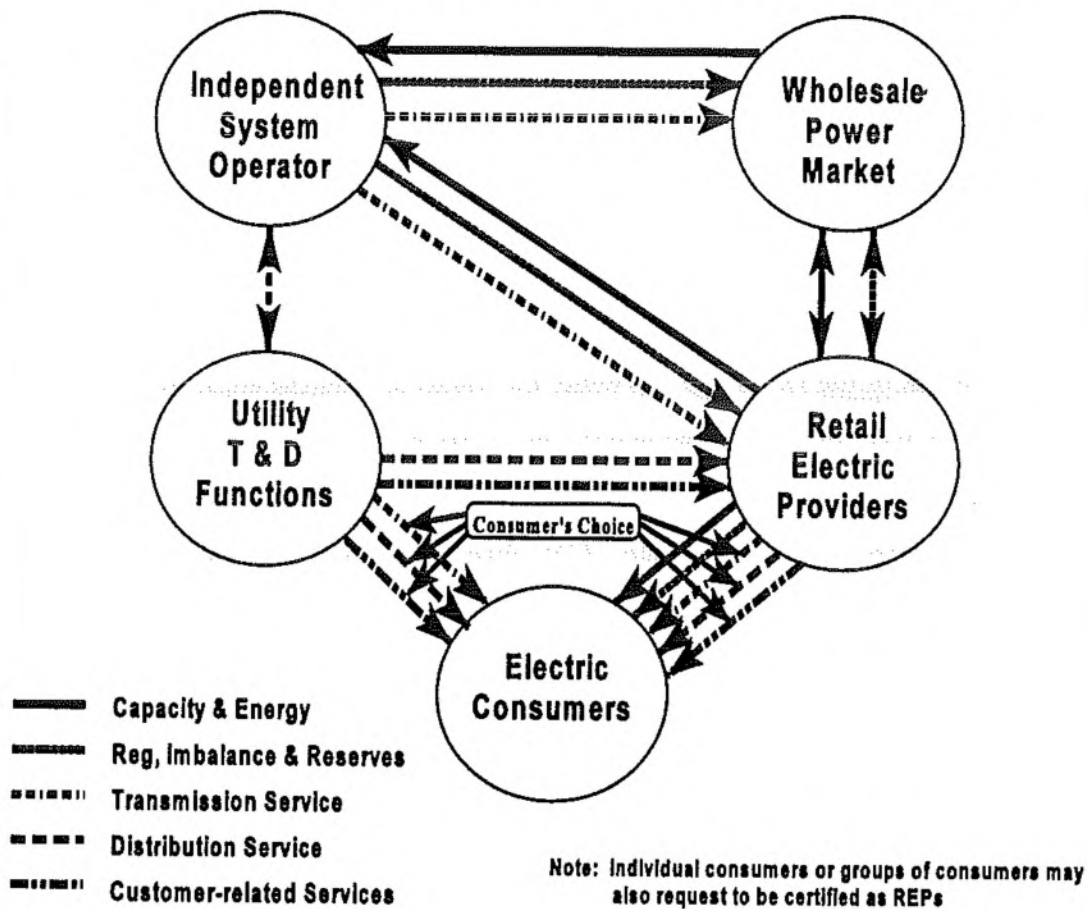 Independent
System
Operator
Wholesale
Power
Market
Utility
T & D
Functions
Retail
Electric
Providers
Consumer's Choice
Electric
Consumers
Capacity & Energy
Reg, Imbalance & Reserves
Transmission Service
Distribution Service
Customer-related Services
Note: Individual consumers or groups of consumers may
also request to be certified as REPs